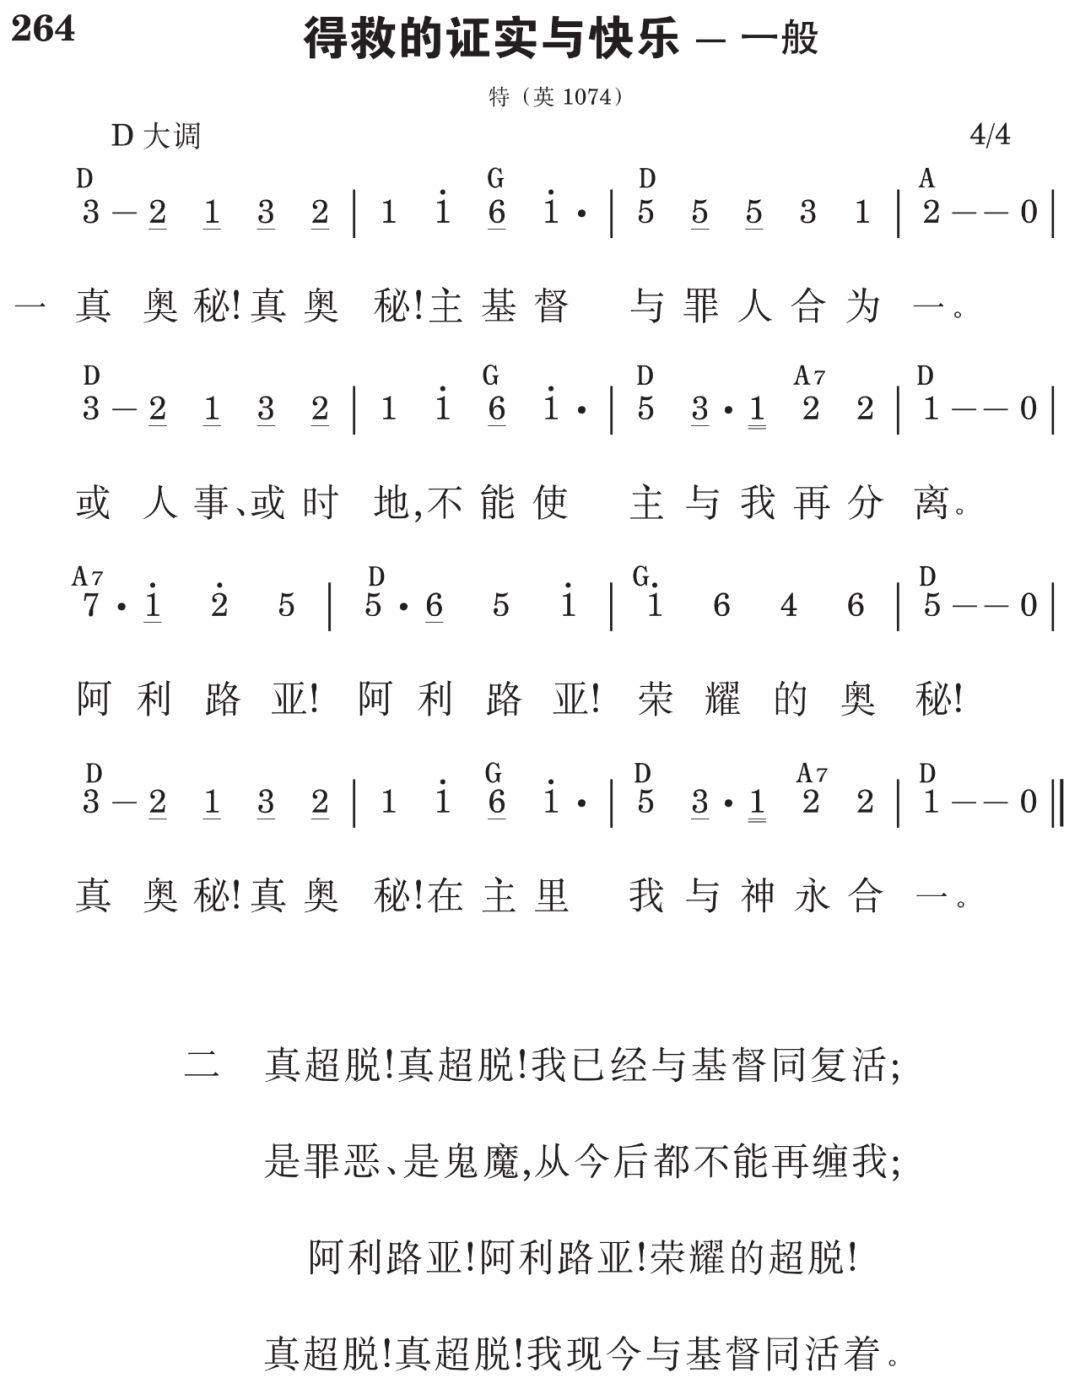 264
得救的证实与快乐 — 一般
特（英 1074）
D 大调 4/4
D G D A
3 — 2 1 3 2 | 1 i 6 i · | 5 5 5 3 1 | 2 — — 0 |
一 真 奥 秘! 真 奥 秘! 主 基 督 与 罪 人 合 为 一 。
D G D A7 D
3 — 2 1 3 2 | 1 i 6 i · | 5 3 · 1 2 2 | 1 — — 0 |
或 人 事、或 时 地, 不 能 使 主 与 我 再 分 离 。
A7 D G D
7 · i 2̇ 5 | 5 · 6 5 i | i 6 4 6 | 5 — — 0 |
阿 利 路 亚! 阿 利 路 亚! 荣 耀 的 奥 秘!
D G D A7 D
3 — 2 1 3 2 | 1 i 6 i · | 5 3 · 1 2 2 | 1 — — 0 ‖
真 奥 秘! 真 奥 秘! 在 主 里 我 与 神 永 合 一 。
二 真超脱!真超脱!我已经与基督同复活;
是罪恶、是鬼魔,从今后都不能再缠我;
阿利路亚!阿利路亚!荣耀的超脱!
真超脱!真超脱!我现今与基督同活着。